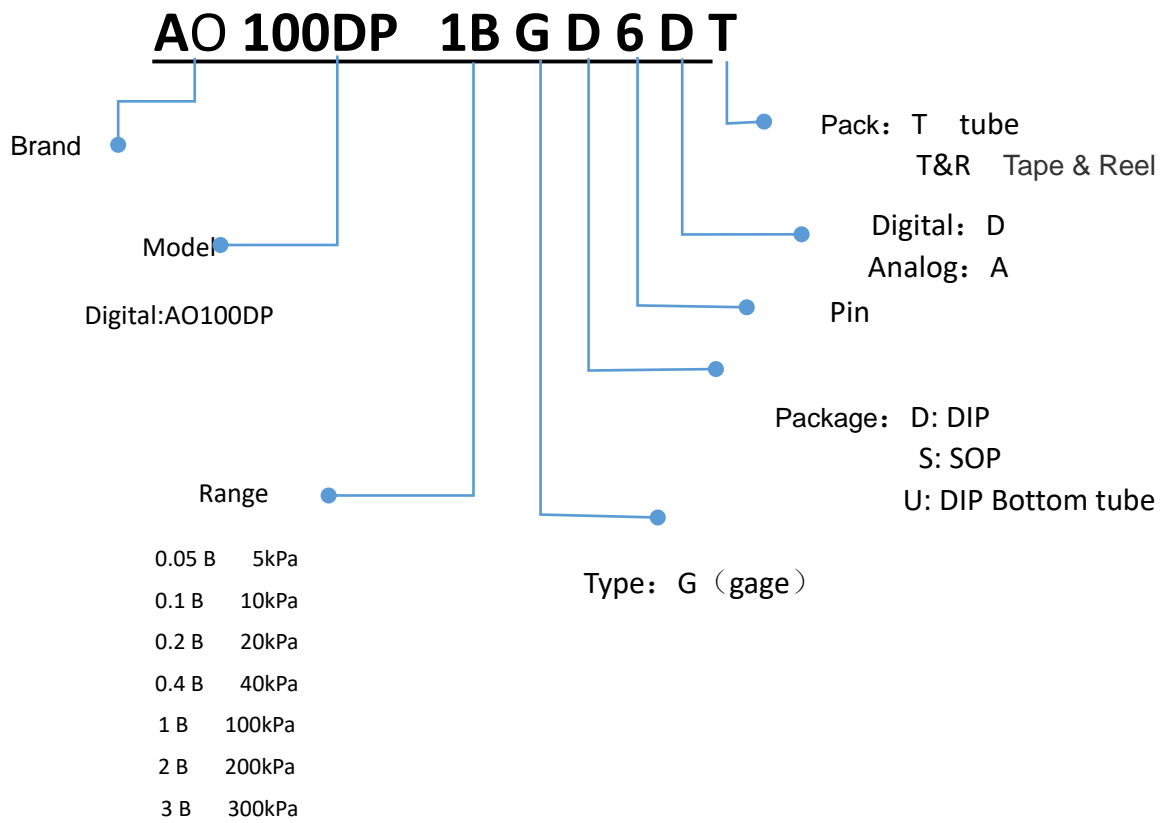 AO 100DP 1B G D 6 D T
Brand
Pack：T tube
T&R Tape & Reel
Model
Digital：D
Analog：A
Digital:AO100DP
Pin
Package：D: DIP
S: SOP
U: DIP Bottom tube
Range
Type：G（gage）
0.05 B 5kPa
0.1 B 10kPa
0.2 B 20kPa
0.4 B 40kPa
1 B 100kPa
2 B 200kPa
3 B 300kPa